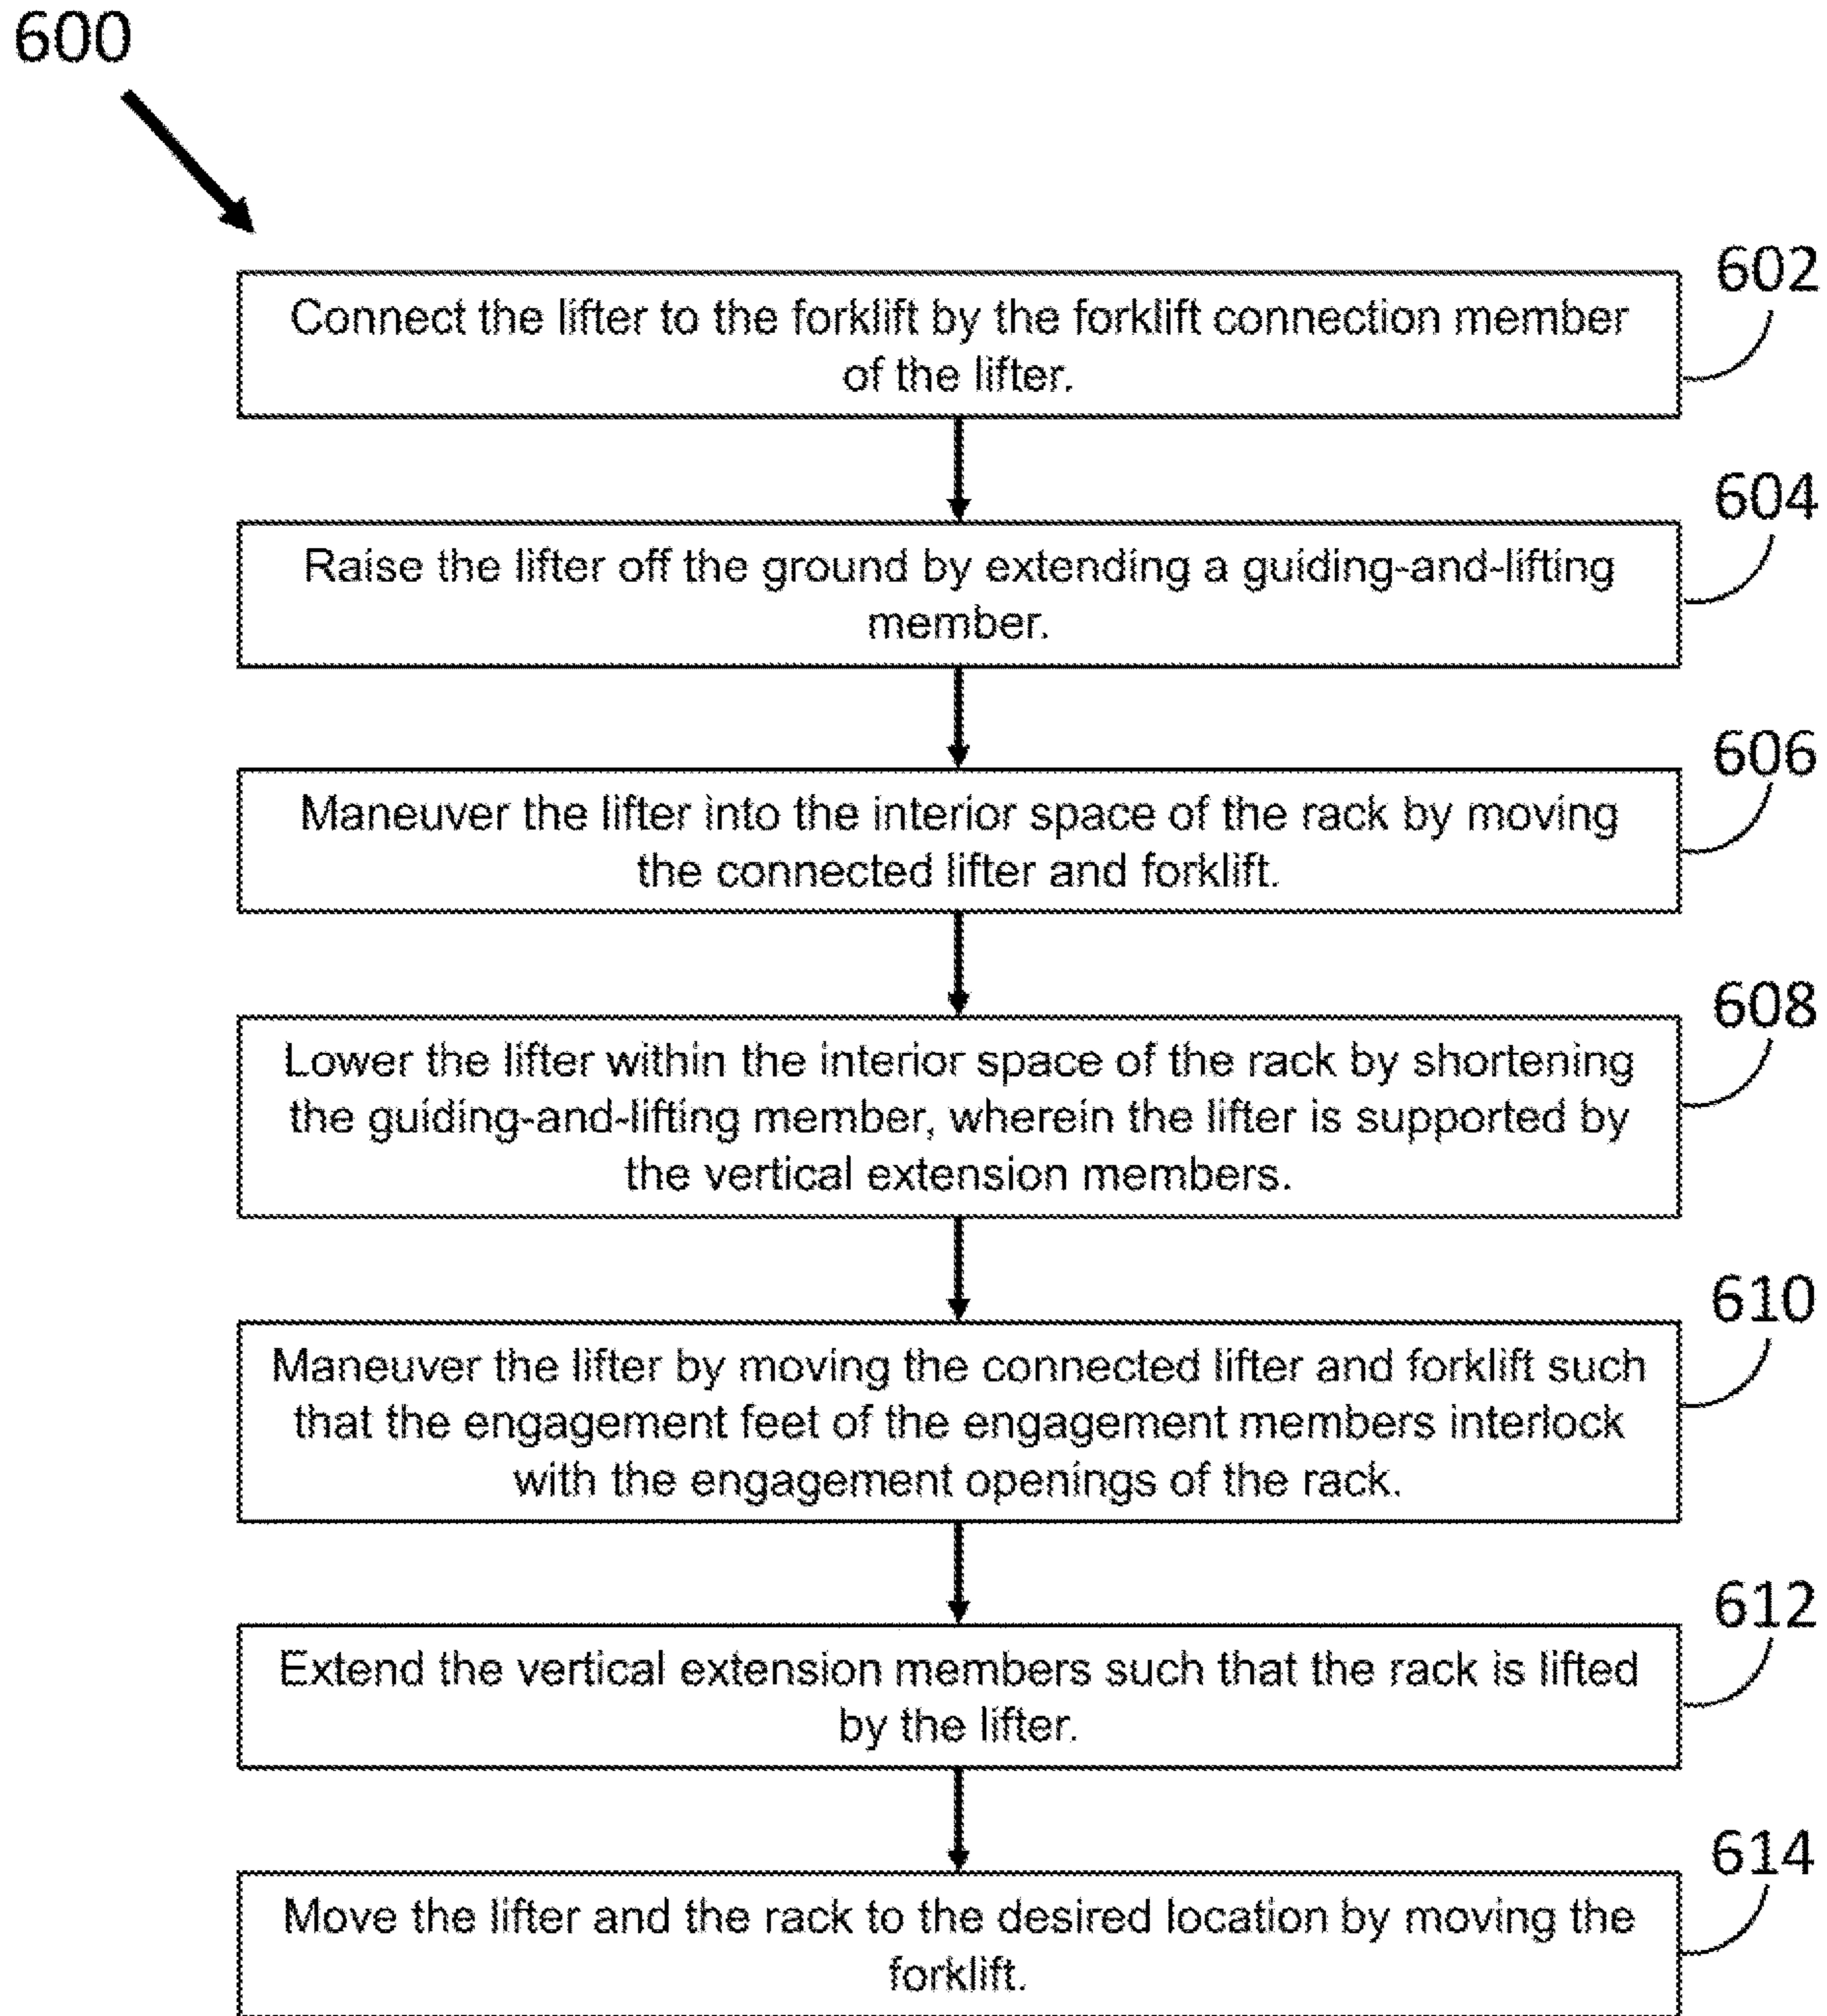 600
602
Connect the lifter to the forklift by the forklift connection member
of the lifter.
604
Raise the lifter off the ground by extending a guiding-and-lifting
member.
606
Maneuver the lifter into the interior space of the rack by moving
the connected lifter and forklift.
608
Lower the lifter within the interior space of the rack by shortening
the guiding-and-lifting member, wherein the lifter is supported by
the vertical extension members.
610
Maneuver the lifter by moving the connected lifter and forklift such
that the engagement feet of the engagement members interlock
with the engagement openings of the rack.
612
Extend the vertical extension members such that the rack is lifted
by the lifter.
614
Move the lifter and the rack to the desired location by moving the
forklift.